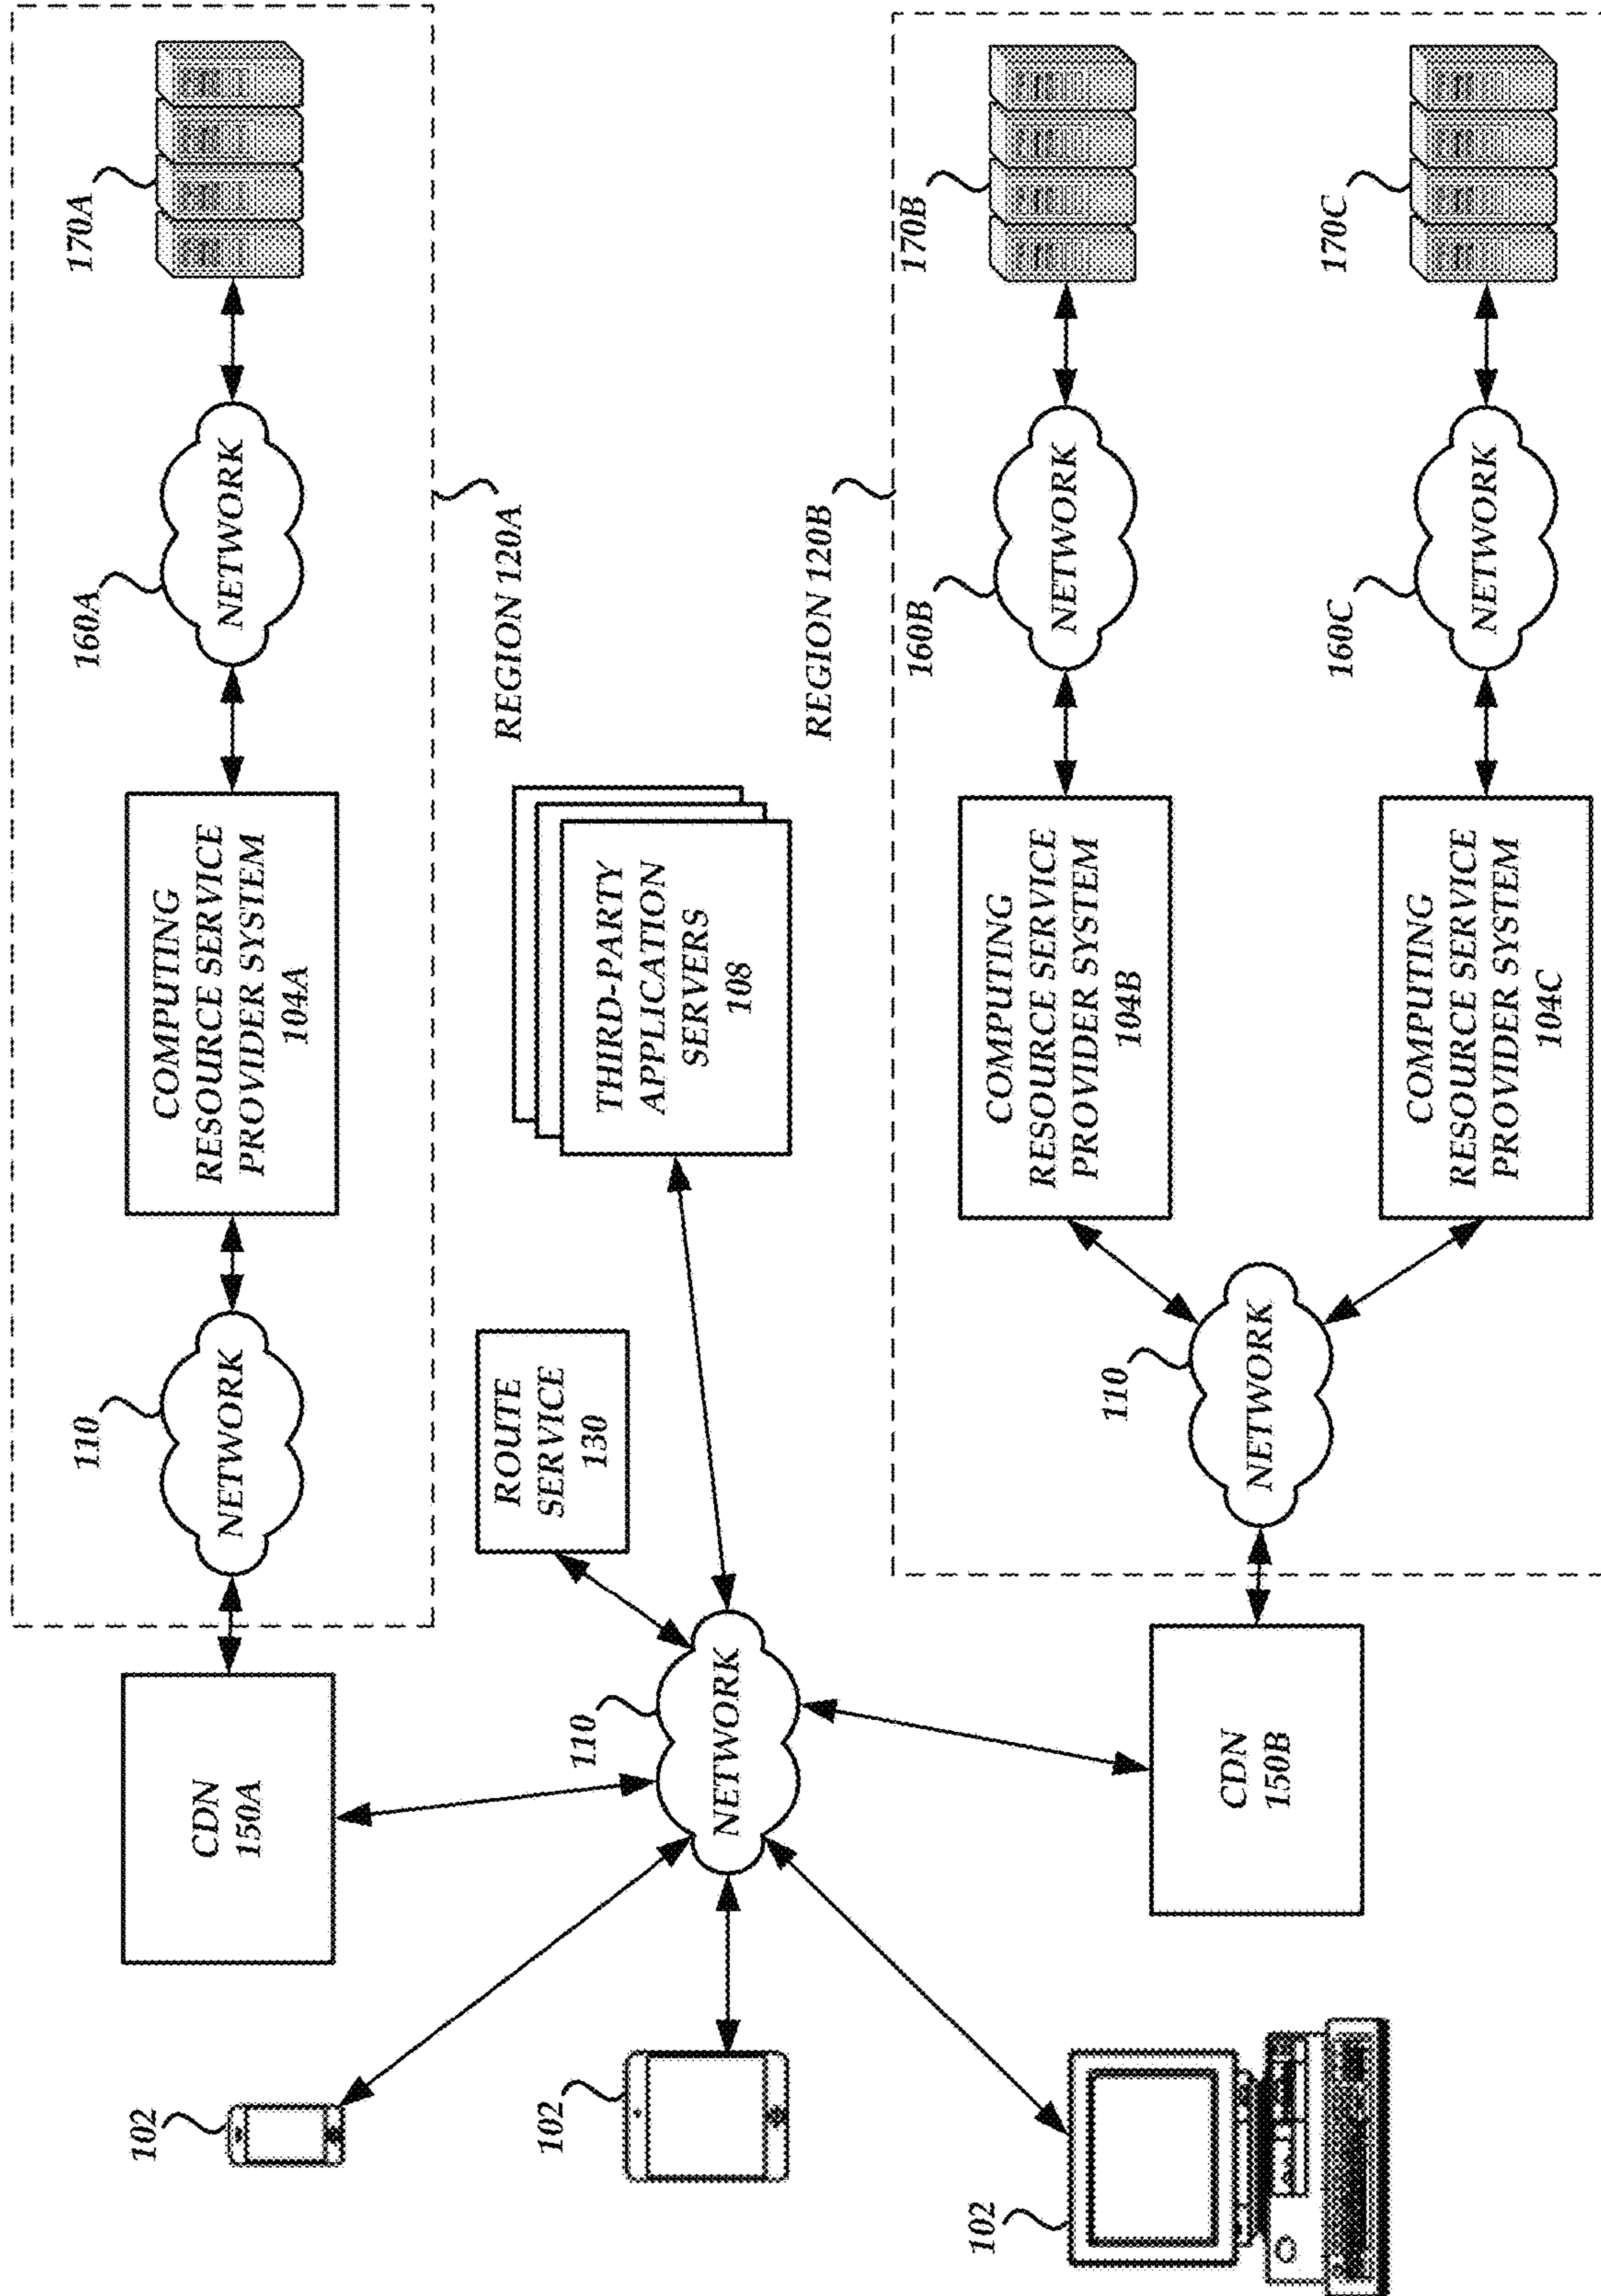 102
102
102
CDN
150A
110
NETWORK
CDN
150B
110
NETWORK
ROUTE
SERVICE
130
110
NETWORK
COMPUTING
RESOURCE SERVICE
PROVIDER SYSTEM
104A
THIRD-PARTY
APPLICATION
SERVERS
108
COMPUTING
RESOURCE SERVICE
PROVIDER SYSTEM
104B
COMPUTING
RESOURCE SERVICE
PROVIDER SYSTEM
104C
160A
NETWORK
REGION 120A
REGION 120B
160B
NETWORK
160C
NETWORK
170A
170B
170C